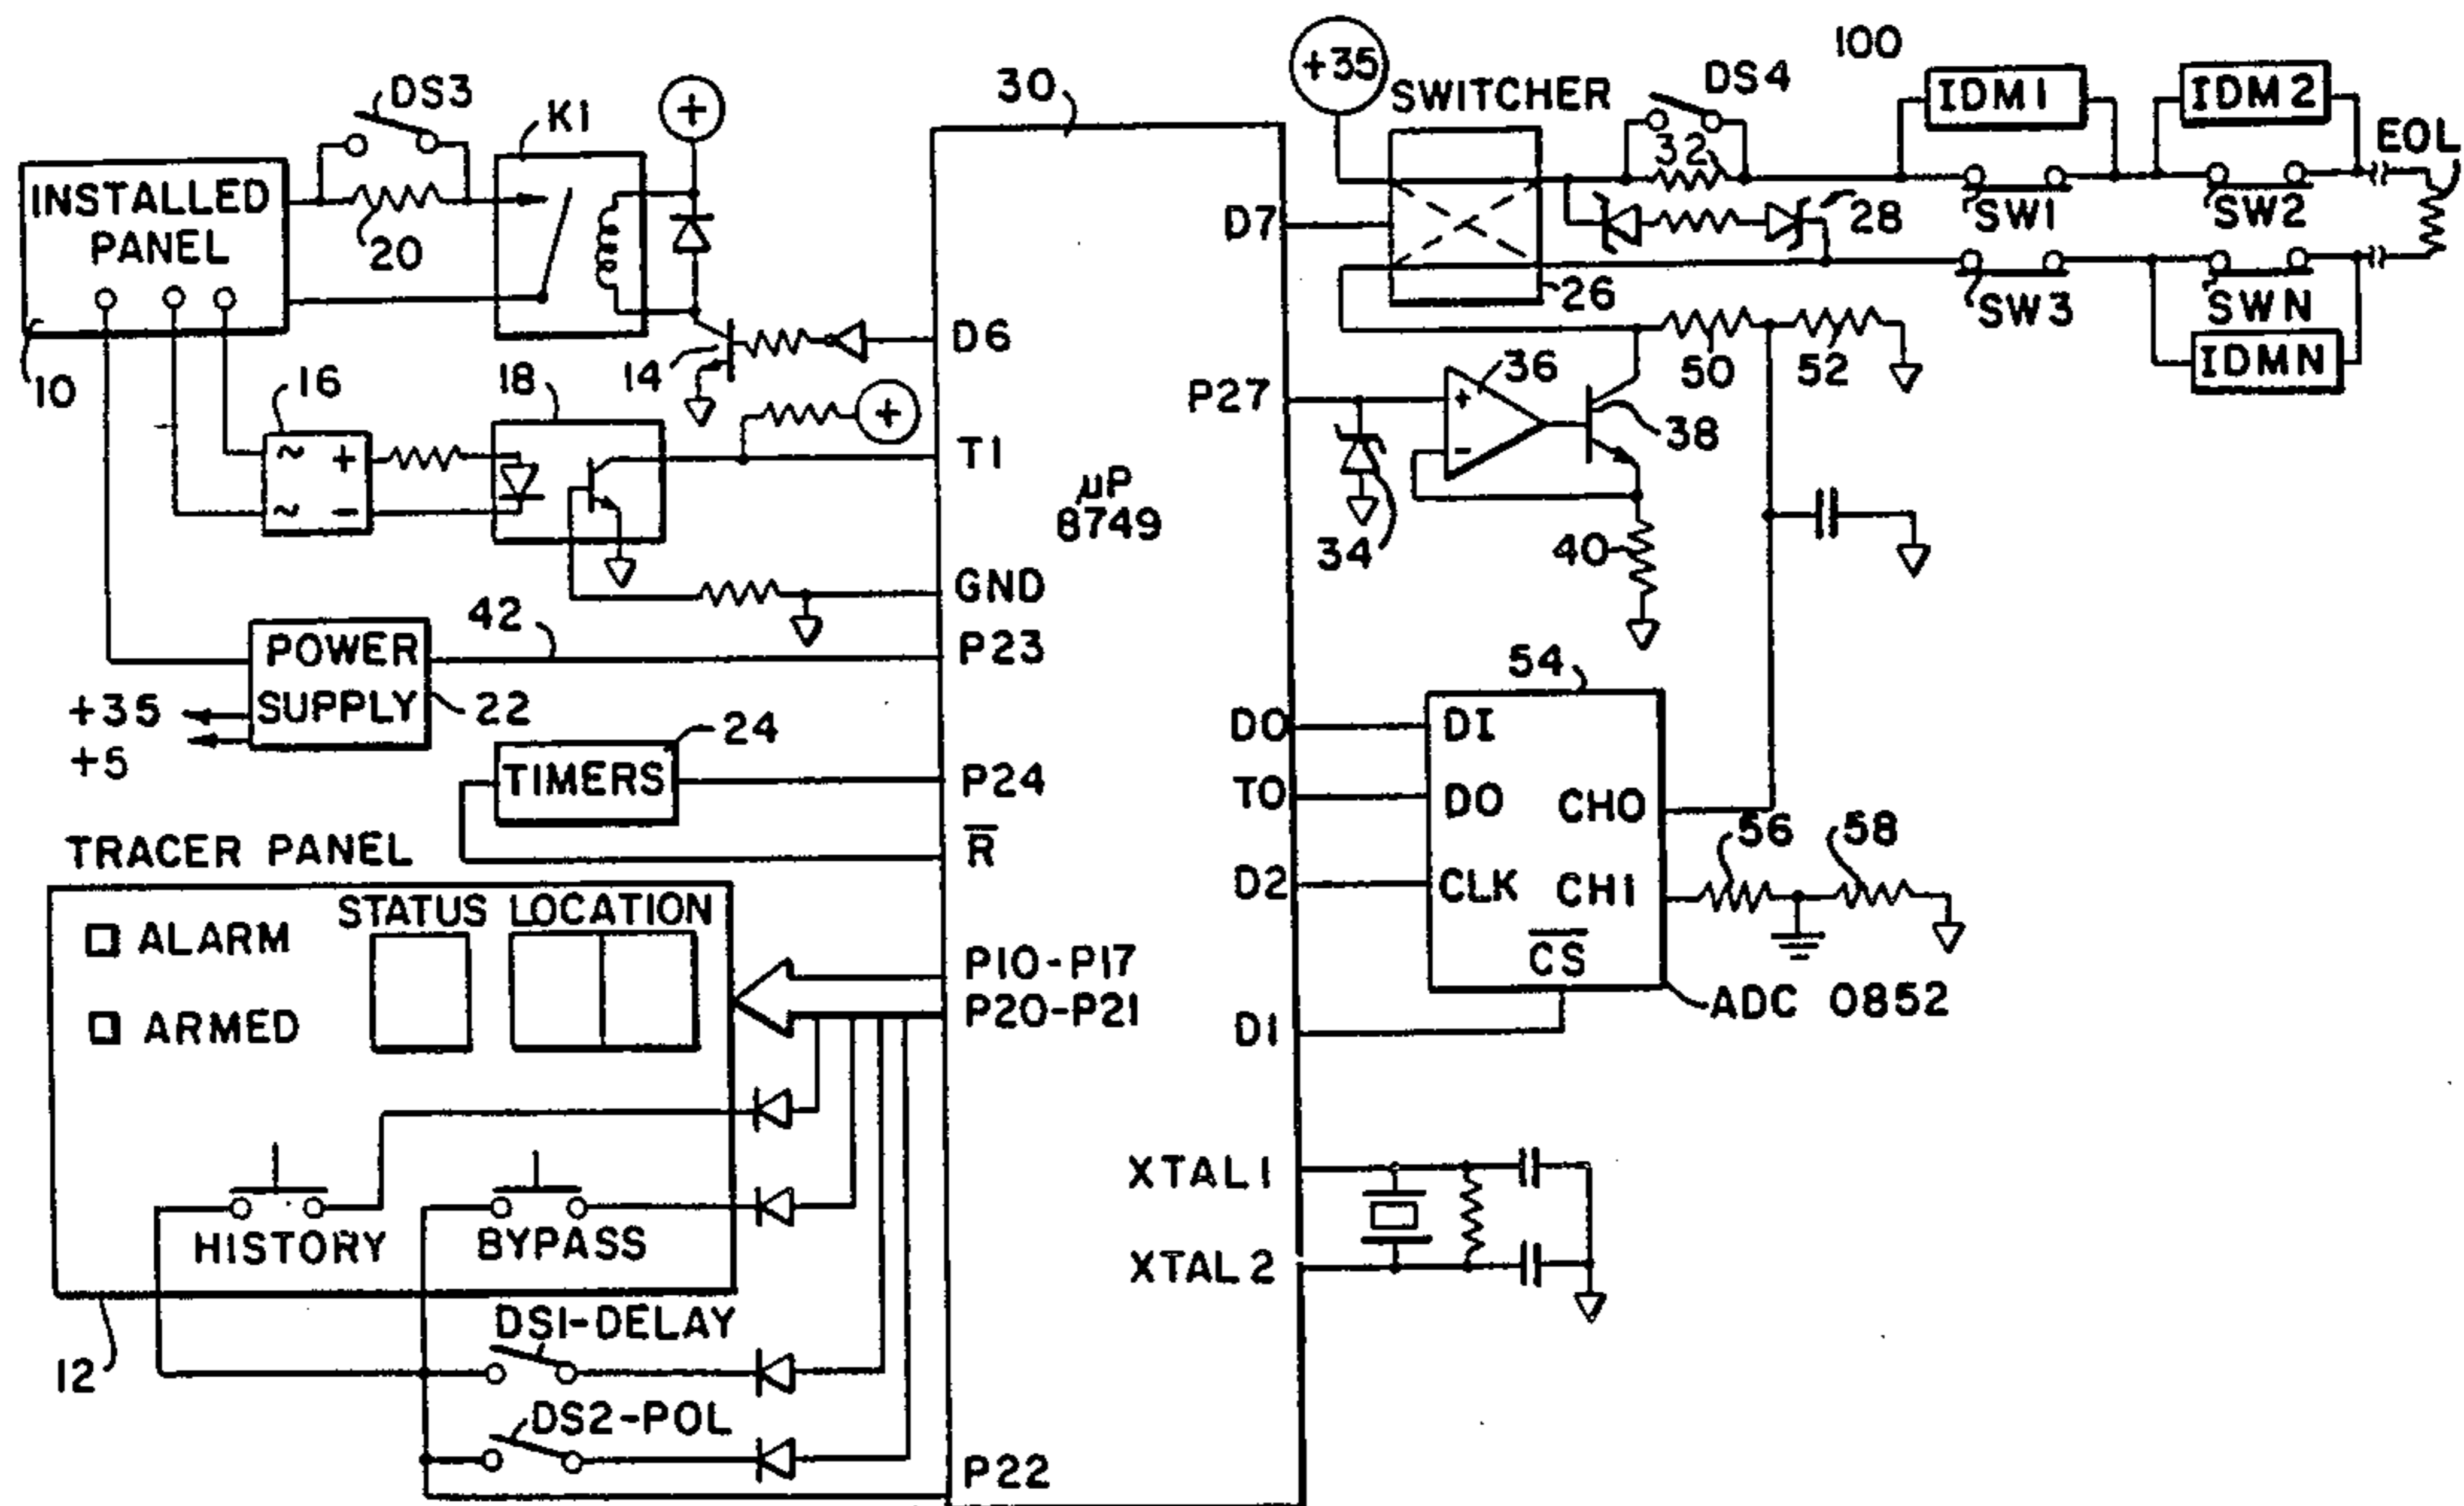 100
+35
DS4
SWITCHER
IDM1
IDM2
DS3
30
K1
+
EOL
32
INSTALLED
PANEL
20
D7
28
SW1
SW2
26
SW3
SWN
IDMN
D6
14
10
16
18
+
P27
36
+
-
50
52
38
T1
~ +
~ -
µP
8749
34
40
GND
42
P23
POWER
SUPPLY
22
+35
+5
24
TIMERS
P24
R
54
D0
DI
T0
DO
CH0
D2
CLK
CH1
56
58
CS
D1
ADC 0852
TRACER PANEL
STATUS LOCATION
ALARM
ARMED
P10-P17
P20-P21
HISTORY
BYPASS
XTAL1
XTAL2
12
DS1-DELAY
DS2-POL
P22